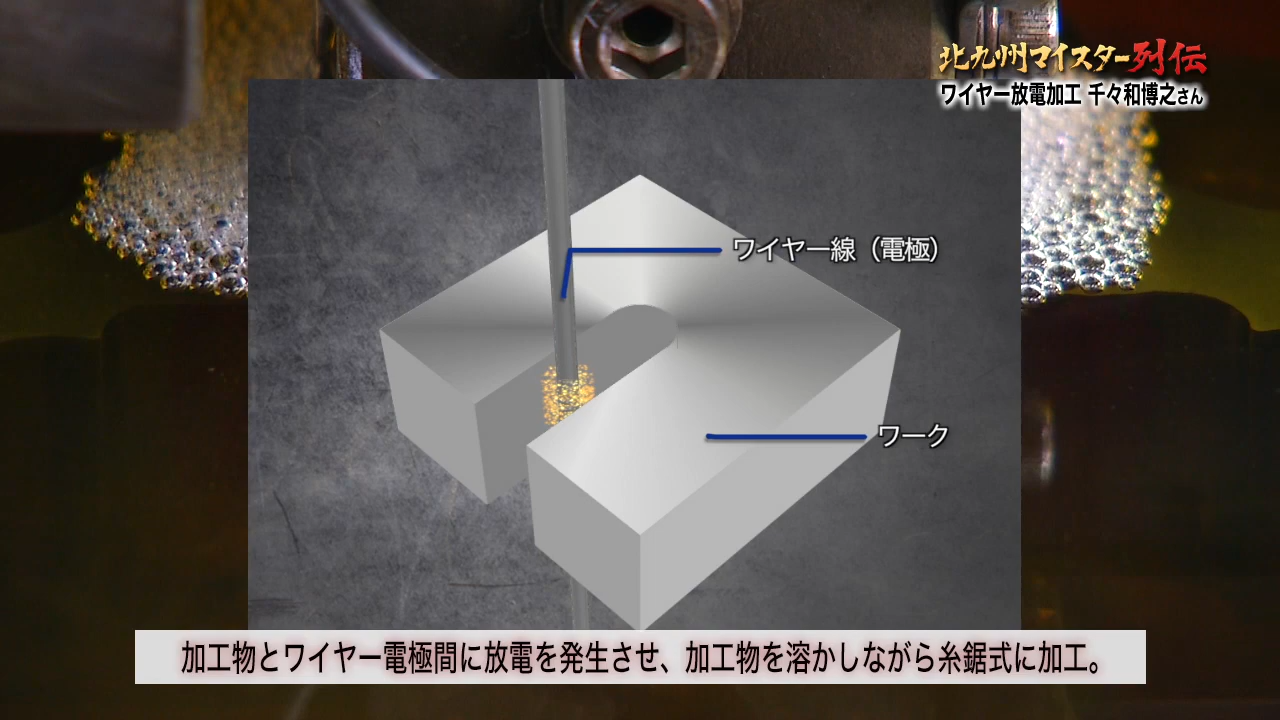 北九州マイスター列伝
ワイヤー放電加工 千々和博之さん
ワイヤー線（電極）
ワーク
加工物とワイヤー電極間に放電を発生させ、加工物を溶かしながら糸鋸式に加工。